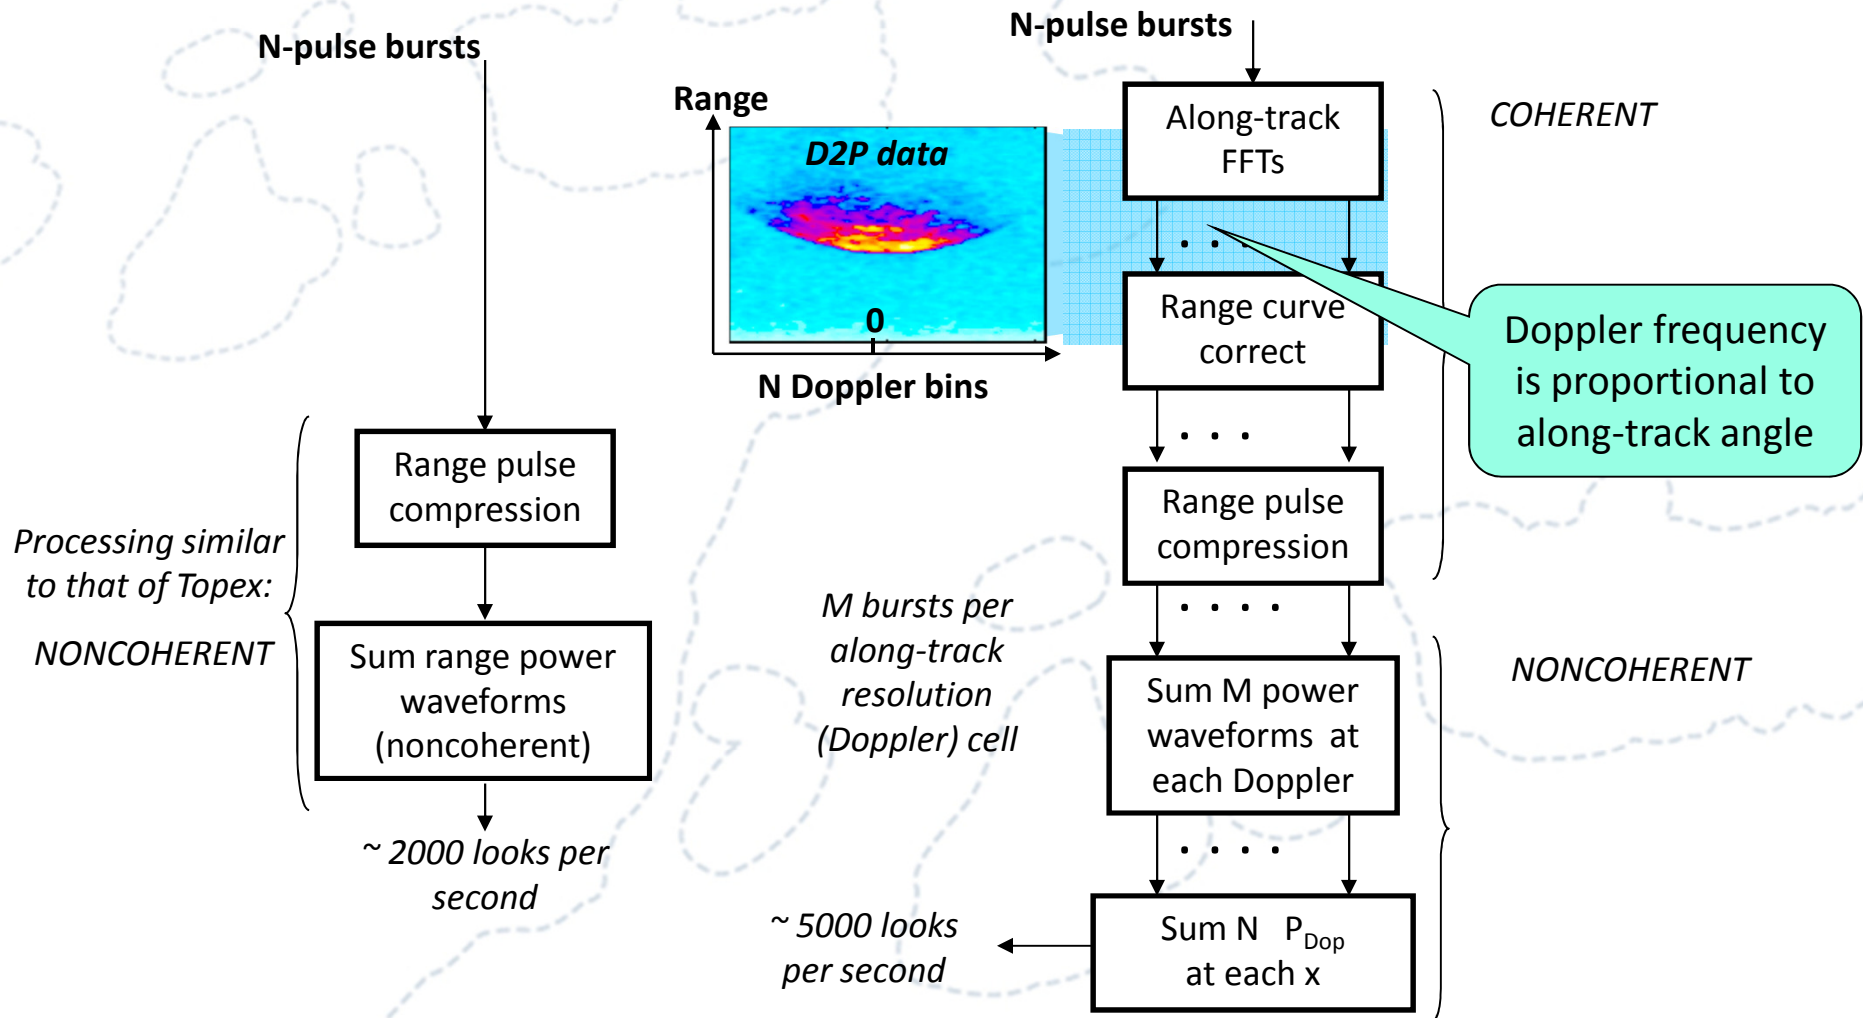 N-pulse bursts
Range pulse
compression
Processing similar
to that of Topex:
NONCOHERENT
Sum range power
waveforms
(noncoherent)
~ 2000 looks per
second
N-pulse bursts
Range
D2P data
0
N Doppler bins
Along-track
FFTs
COHERENT
. . .
Range curve
correct
Doppler frequency
is proportional to
along-track angle
. . .
Range pulse
compression
. . . .
M bursts per
along-track
resolution
(Doppler) cell
Sum M power
waveforms at
each Doppler
NONCOHERENT
. . . .
Sum N P_Dop
at each x
~ 5000 looks
per second